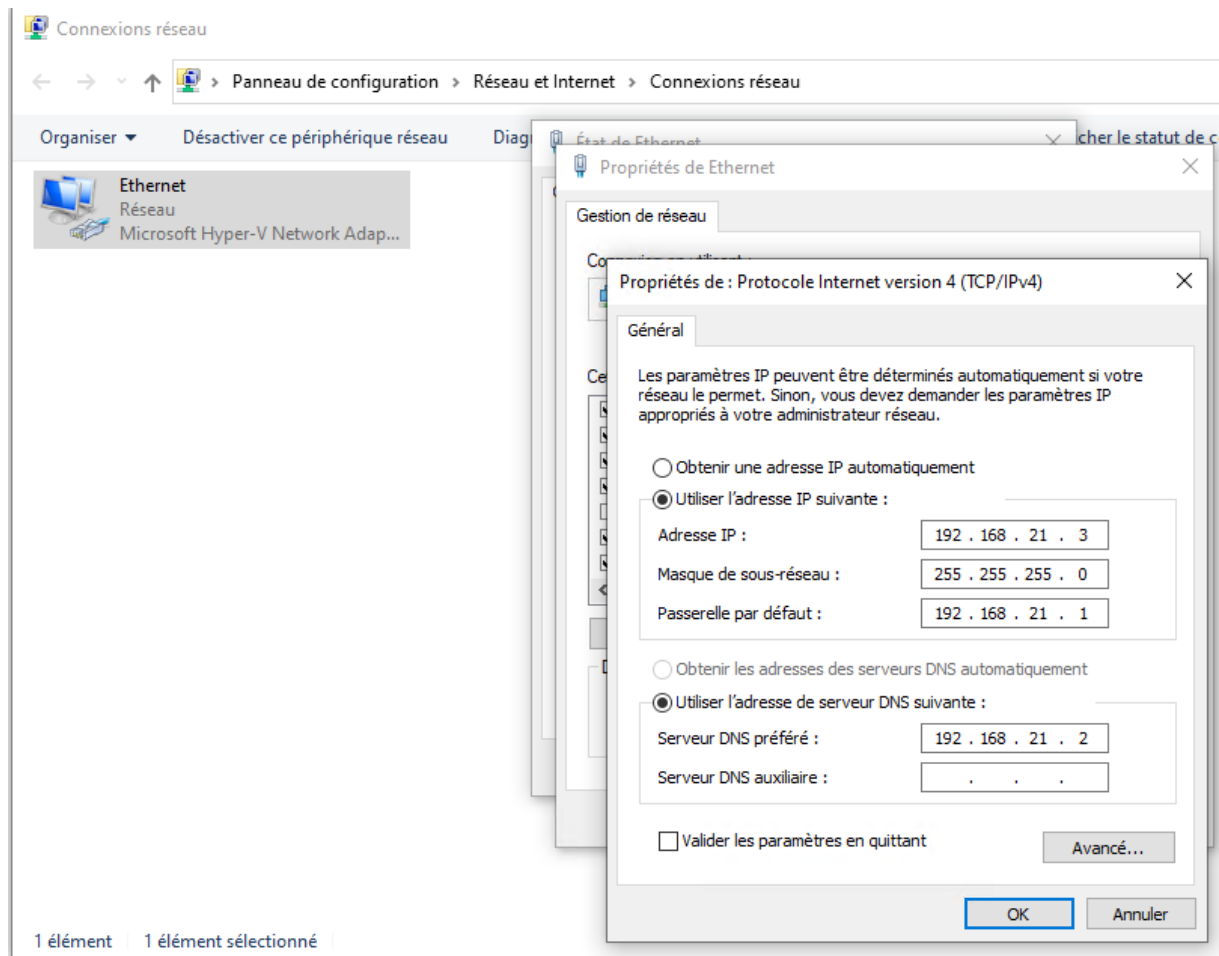 Connexions réseau
Panneau de configuration > Réseau et Internet > Connexions réseau
Organiser Désactiver ce périphérique réseau
cher le statut de
Ethernet
Réseau
Microsoft Hyper-V Network Adap...
État de Ethernet
Propriétés de Ethernet
Gestion de réseau
Propriétés de : Protocole Internet version 4 (TCP/IPv4)
Général
Les paramètres IP peuvent être déterminés automatiquement si votre
réseau le permet. Sinon, vous devez demander les paramètres IP
appropriés à votre administrateur réseau.
Obtenir une adresse IP automatiquement
Utiliser l'adresse IP suivante :
Adresse IP : 192 . 168 . 21 . 3
Masque de sous-réseau : 255 . 255 . 255 . 0
Passerelle par défaut : 192 . 168 . 21 . 1
Obtenir les adresses des serveurs DNS automatiquement
Utiliser l'adresse de serveur DNS suivante :
Serveur DNS préféré : 192 . 168 . 21 . 2
Serveur DNS auxiliaire : . . .
Valider les paramètres en quittant
Avancé...
OK Annuler
1 élément 1 élément sélectionné